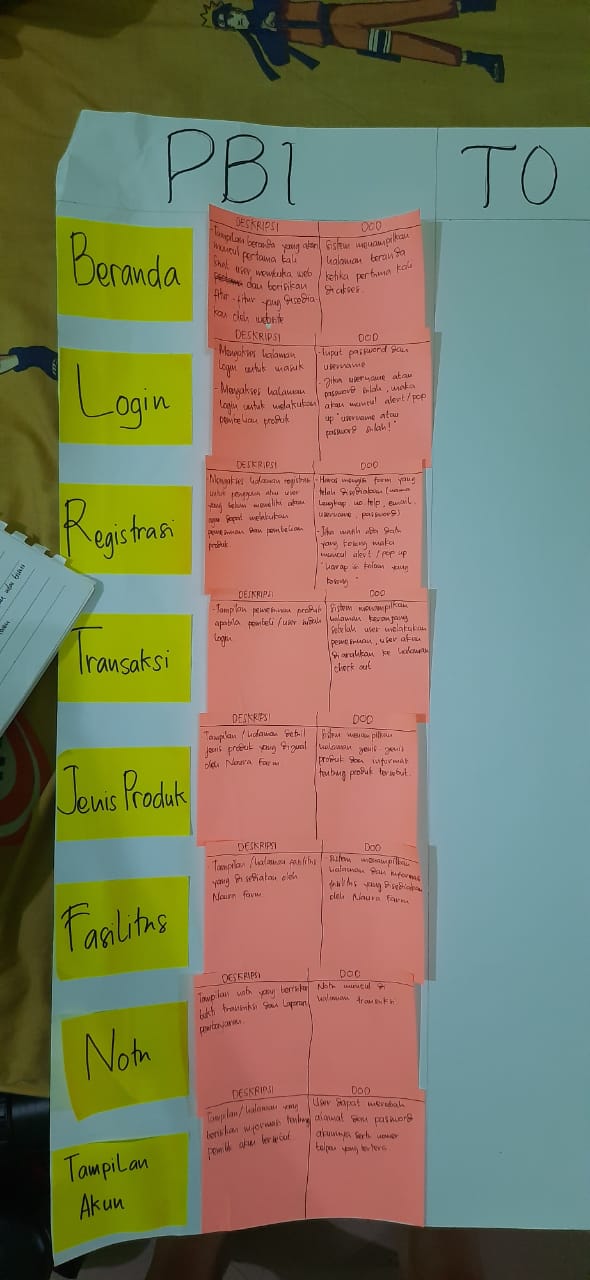 PBI
TO
Beranda
DESKRIPSI
- Tampilan beranda yang akan
muncul pertama kali
saat user membuka web
dan berisikan
fitur-fitur yang disedia-
kan oleh website
DOD
Sistem menampilkan
halaman beranda
ketika pertama kali
diakses.
Login
DESKRIPSI
- Mengakses halaman
login untuk masuk
- Mengakses halaman
login untuk melakukan
pembelian produk
DOD
- Input password dan
username
- Jika username atau
password salah, maka
akan muncul alert/pop
up "username atau
password salah!"
Registrasi
DESKRIPSI
- Mengakses halaman registrasi
untuk pengguna atau user
yang belum memiliki akun
agar dapat melakukan
pemesanan dan pembelian
produk.
DOD
- Harus mengisi form yang
telah disediakan (nama
lengkap, no telp, email,
username, password)
- Jika masih ada data
yang kosong maka
muncul alert / pop up
"harap isi kolom yang
kosong"
Transaksi
DESKRIPSI
- Tampilan pemesanan produk
apabila pembeli / user sudah
login
DOD
Sistem menampilkan
halaman keranjang
setelah user melakukan
pemesanan, user akan
diarahkan ke halaman
check out
Jenis Produk
DESKRIPSI
Tampilan / halaman detail
jenis produk yang dijual
oleh Naura Farm
DOD
Sistem menampilkan
halaman jenis-jenis
produk dan informasi
tentang produk tersebut.
Fasilitas
DESKRIPSI
- Tampilan / halaman fasilitas
yang disediakan oleh
Naura Farm.
DOD
- Sistem menampilkan
halaman dan informasi
fasilitas yang disediakan
oleh Naura Farm
Nota
DESKRIPSI
Tampilan nota yang berisikan
bukti transaksi dan laporan
pembayaran.
DOD
Nota muncul di
halaman transaksi
Tampilan
Akun
DESKRIPSI
Tampilan/halaman yang
berisikan informasi tentang
pemilik akun tersebut.
DOD
User dapat merubah
alamat dan password
akunnya serta nomer
telpon yang tertera.